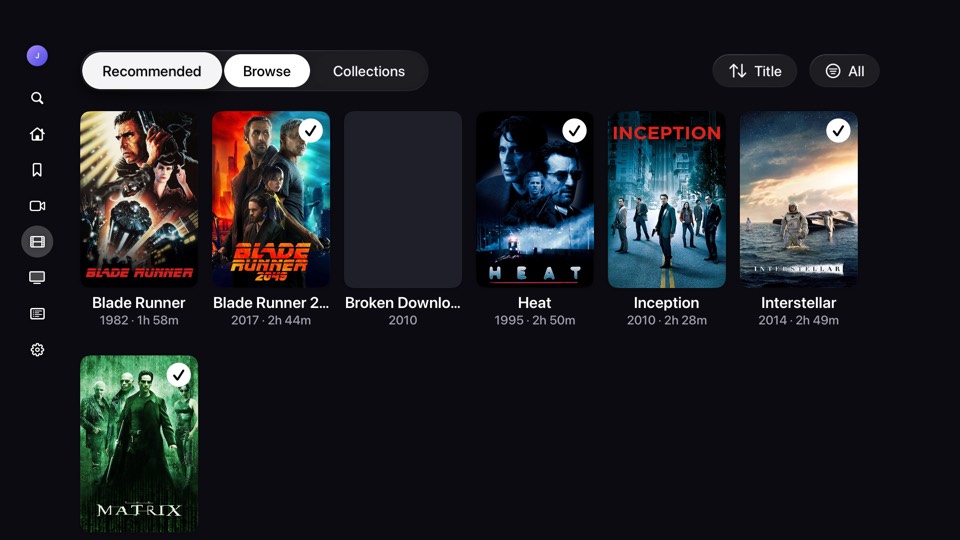 J
Recommended
Browse
Collections
Title
All
BLADE RUNNER
BLADE
RUNNER
2049
HEAT
INCEPTION
INTERSTELLAR
Blade Runner
1982 · 1h 58m
Blade Runner 2...
2017 · 2h 44m
Broken Downlo...
2010
Heat
1995 · 2h 50m
Inception
2010 · 2h 28m
Interstellar
2014 · 2h 49m
MATRIX